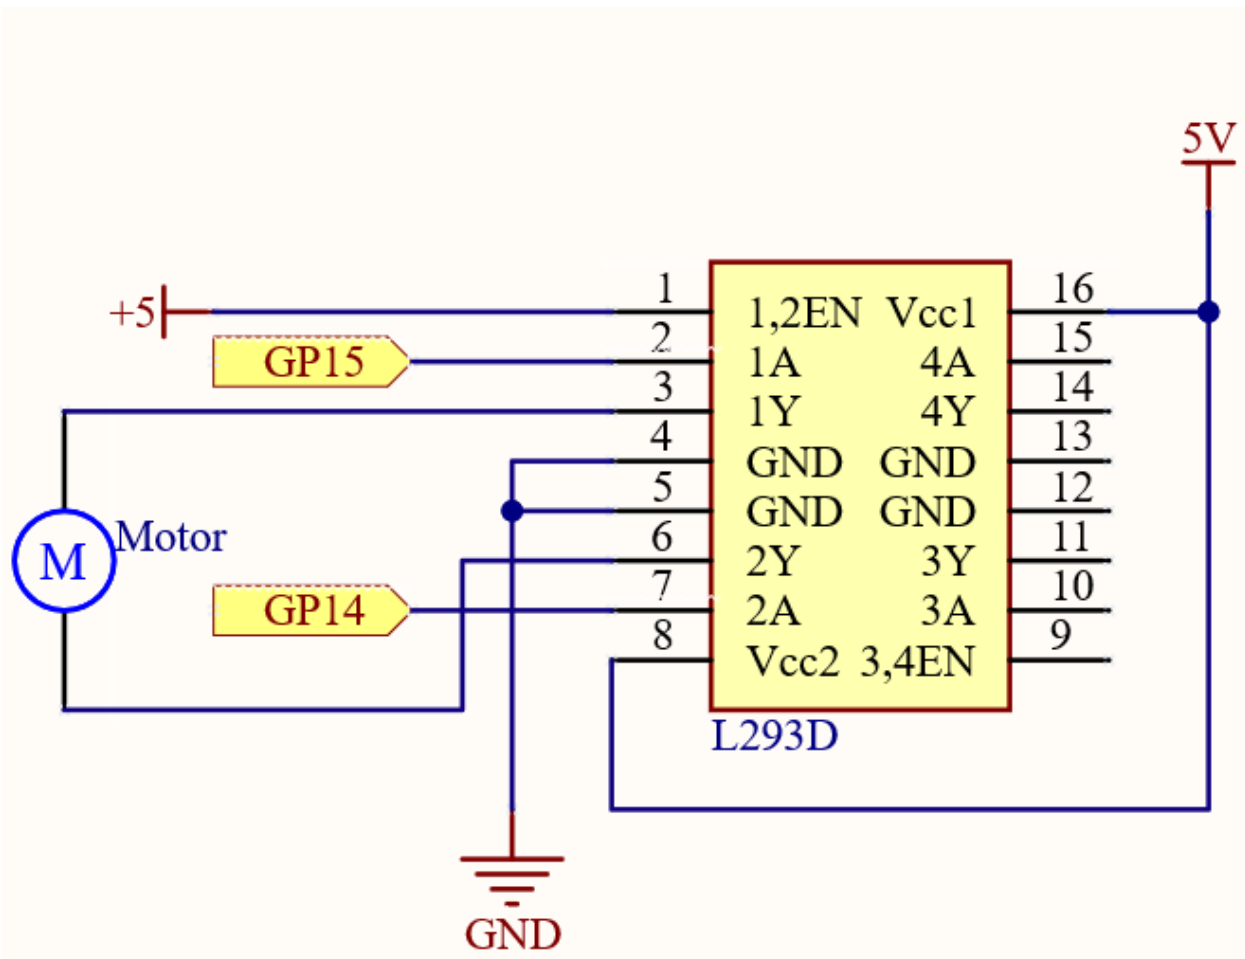 5V
+5
1
1,2EN
Vcc1
16
GP15
2
1A
4A
15
3
1Y
4Y
14
4
GND
GND
13
5
GND
GND
12
Motor
M
6
2Y
3Y
11
GP14
7
2A
3A
10
8
Vcc2
3,4EN
9
L293D
GND